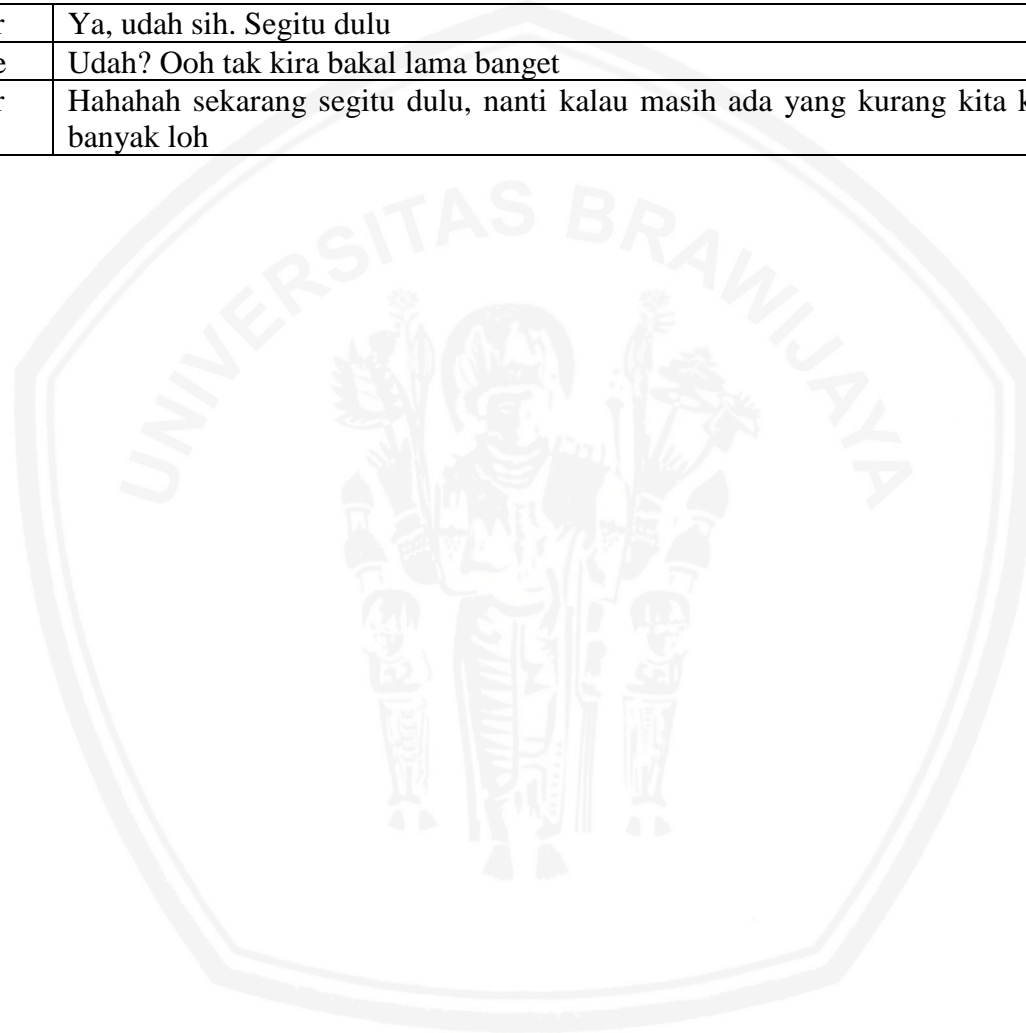 r Ya, udah sih. Segitu dulu
e Udah? Ooh tak kira bakal lama banget
r Hahahah sekarang segitu dulu, nanti kalau masih ada yang kurang kita
banyak loh
UNIVERSITAS BRAWIJAYA